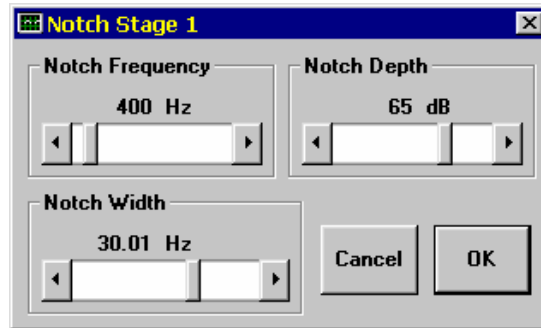 Notch Stage 1
Notch Frequency
400 Hz
Notch Depth
65 dB
Notch Width
30.01 Hz
Cancel
OK